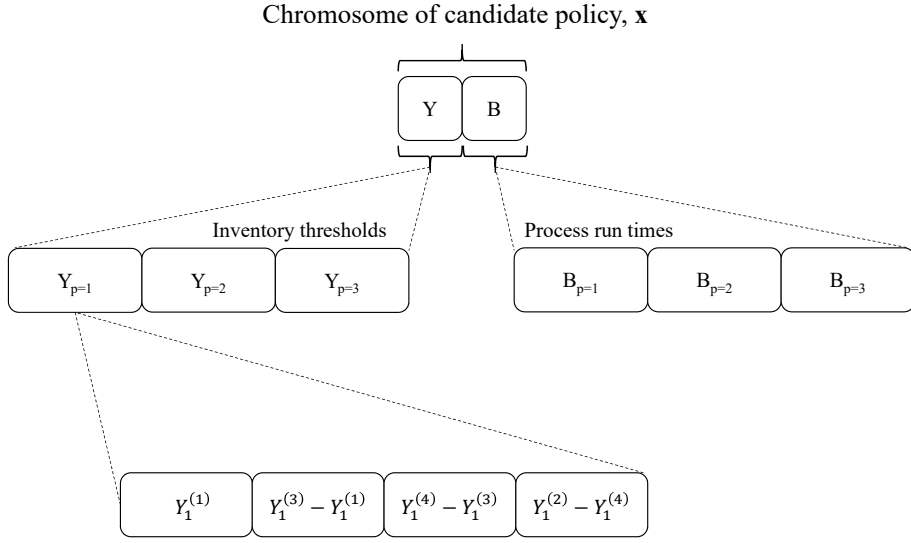 Chromosome of candidate policy, x
Y B
Inventory thresholds Process run times
Y_{p=1} Y_{p=2} Y_{p=3} B_{p=1} B_{p=2} B_{p=3}
Y_1^{(1)} Y_1^{(3)} − Y_1^{(1)} Y_1^{(4)} − Y_1^{(3)} Y_1^{(2)} − Y_1^{(4)}